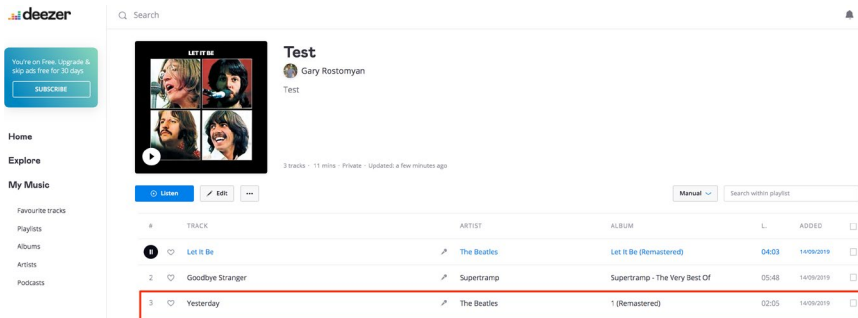 deezer
Search
You're on Free. Upgrade &
skip ads free for 30 days
SUBSCRIBE
Home
Explore
My Music
Favourite tracks
Playlists
Albums
Artists
Podcasts
LET IT BE
Test
Gary Rostomyan
Test
3 tracks · 11 mins · Private · Updated: a few minutes ago
Listen Edit ... Manual Search within playlist
# TRACK ARTIST ALBUM L. ADDED
Let It Be The Beatles Let It Be (Remastered) 04:03 14/09/2019
2 Goodbye Stranger Supertramp Supertramp - The Very Best Of 05:48 14/09/2019
3 Yesterday The Beatles 1 (Remastered) 02:05 14/09/2019